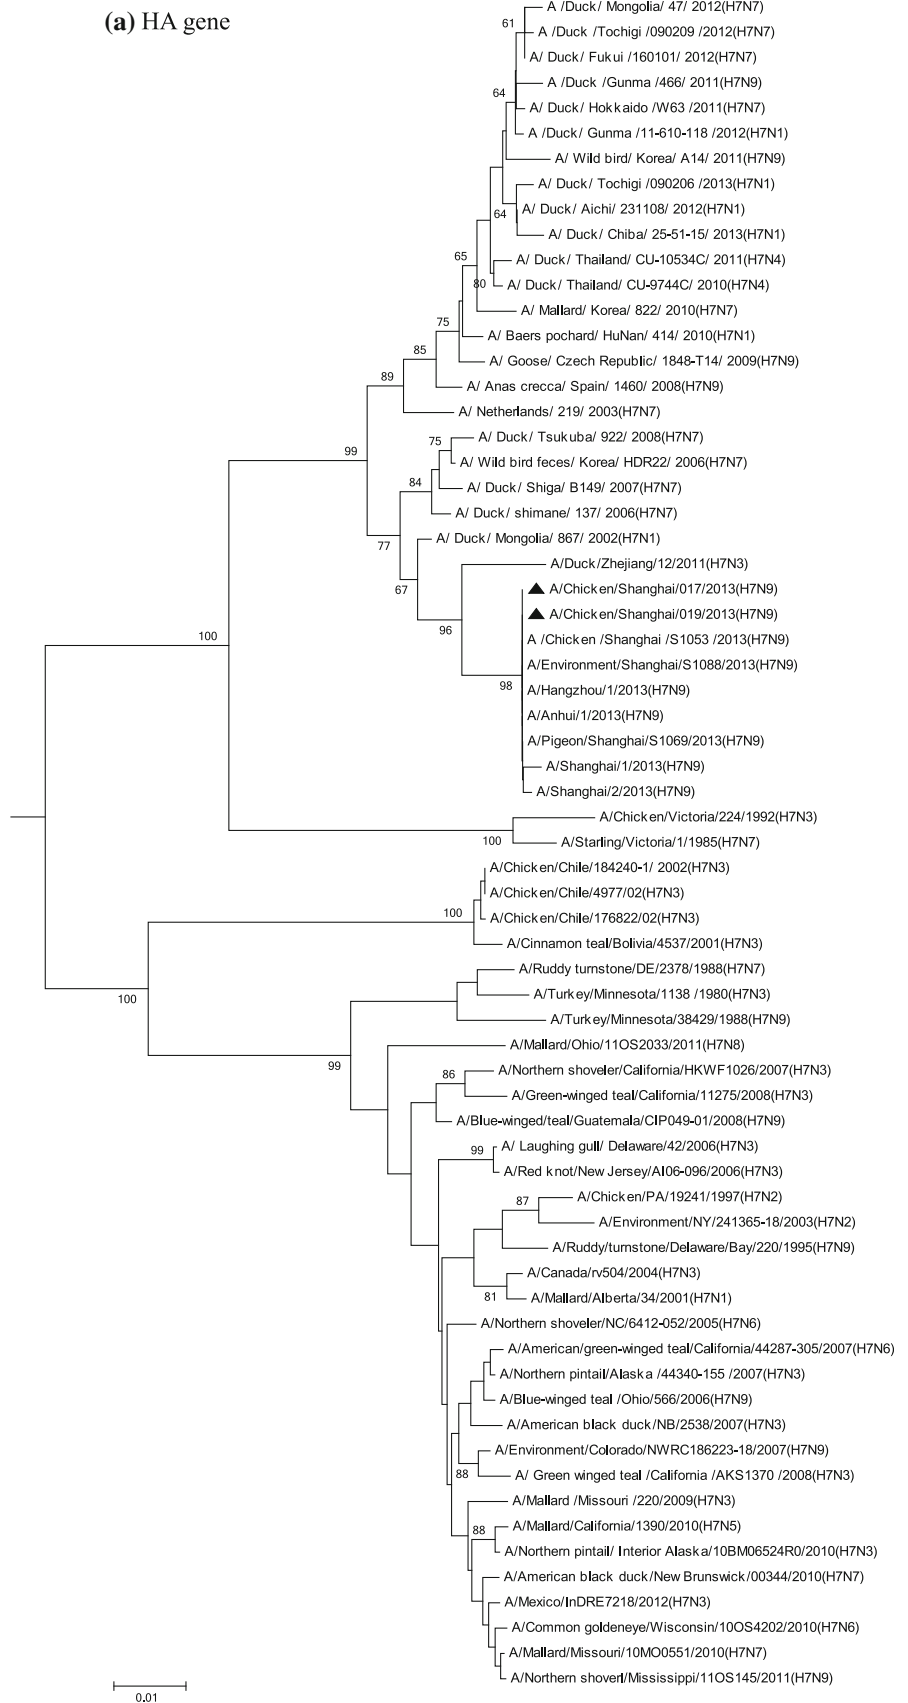 (a) HA gene
A /Duck/ Mongolia/ 47/ 2012(H7N7)
61
A /Duck /Tochigi /090209 /2012(H7N7)
A/ Duck/ Fukui /160101/ 2012(H7N7)
A /Duck /Gunma /466/ 2011(H7N9)
64
A/ Duck/ Hokkaido /W63 /2011(H7N7)
A /Duck/ Gunma /11-610-118 /2012(H7N1)
A/ Wild bird/ Korea/ A14/ 2011(H7N9)
A/ Duck/ Tochigi /090206 /2013(H7N1)
A/ Duck/ Aichi/ 231108/ 2012(H7N1)
64
A/ Duck/ Chiba/ 25-51-15/ 2013(H7N1)
65
A/ Duck/ Thailand/ CU-10534C/ 2011(H7N4)
80
A/ Duck/ Thailand/ CU-9744C/ 2010(H7N4)
A/ Mallard/ Korea/ 822/ 2010(H7N7)
75
A/ Baers pochard/ HuNan/ 414/ 2010(H7N1)
85
A/ Goose/ Czech Republic/ 1848-T14/ 2009(H7N9)
89
A/ Anas crecca/ Spain/ 1460/ 2008(H7N9)
A/ Netherlands/ 219/ 2003(H7N7)
99
75
A/ Duck/ Tsukuba/ 922/ 2008(H7N7)
A/ Wild bird feces/ Korea/ HDR22/ 2006(H7N7)
84
A/ Duck/ Shiga/ B149/ 2007(H7N7)
A/ Duck/ shimane/ 137/ 2006(H7N7)
77
A/ Duck/ Mongolia/ 867/ 2002(H7N1)
A/Duck/Zhejiang/12/2011(H7N3)
67
A/Chicken/Shanghai/017/2013(H7N9)
A/Chicken/Shanghai/019/2013(H7N9)
96
100
A /Chicken /Shanghai /S1053 /2013(H7N9)
A/Environment/Shanghai/S1088/2013(H7N9)
98
A/Hangzhou/1/2013(H7N9)
A/Anhui/1/2013(H7N9)
A/Pigeon/Shanghai/S1069/2013(H7N9)
A/Shanghai/1/2013(H7N9)
A/Shanghai/2/2013(H7N9)
A/Chicken/Victoria/224/1992(H7N3)
100
A/Starling/Victoria/1/1985(H7N7)
A/Chicken/Chile/184240-1/ 2002(H7N3)
A/Chicken/Chile/4977/02(H7N3)
100
A/Chicken/Chile/176822/02(H7N3)
A/Cinnamon teal/Bolivia/4537/2001(H7N3)
A/Ruddy turnstone/DE/2378/1988(H7N7)
100
A/Turkey/Minnesota/1138 /1980(H7N3)
A/Turkey/Minnesota/38429/1988(H7N9)
A/Mallard/Ohio/11OS2033/2011(H7N8)
99
86
A/Northern shoveler/California/HKWF1026/2007(H7N3)
A/Green-winged teal/California/11275/2008(H7N3)
A/Blue-winged/teal/Guatemala/CIP049-01/2008(H7N9)
99
A/ Laughing gull/ Delaware/42/2006(H7N3)
A/Red knot/New Jersey/AI06-096/2006(H7N3)
87
A/Chicken/PA/19241/1997(H7N2)
A/Environment/NY/241365-18/2003(H7N2)
A/Ruddy/turnstone/Delaware/Bay/220/1995(H7N9)
A/Canada/rv504/2004(H7N3)
81
A/Mallard/Alberta/34/2001(H7N1)
A/Northern shoveler/NC/6412-052/2005(H7N6)
A/American/green-winged teal/California/44287-305/2007(H7N6)
A/Northern pintail/Alaska /44340-155 /2007(H7N3)
A/Blue-winged teal /Ohio/566/2006(H7N9)
A/American black duck/NB/2538/2007(H7N3)
A/Environment/Colorado/NWRC186223-18/2007(H7N9)
88
A/ Green winged teal /California /AKS1370 /2008(H7N3)
A/Mallard /Missouri /220/2009(H7N3)
88
A/Mallard/California/1390/2010(H7N5)
A/Northern pintail/ Interior Alaska/10BM06524R0/2010(H7N3)
A/American black duck/New Brunswick/00344/2010(H7N7)
A/Mexico/InDRE7218/2012(H7N3)
A/Common goldeneye/Wisconsin/10OS4202/2010(H7N6)
A/Mallard/Missouri/10MO0551/2010(H7N7)
A/Northern shoverl/Mississippi/11OS145/2011(H7N9)
0.01